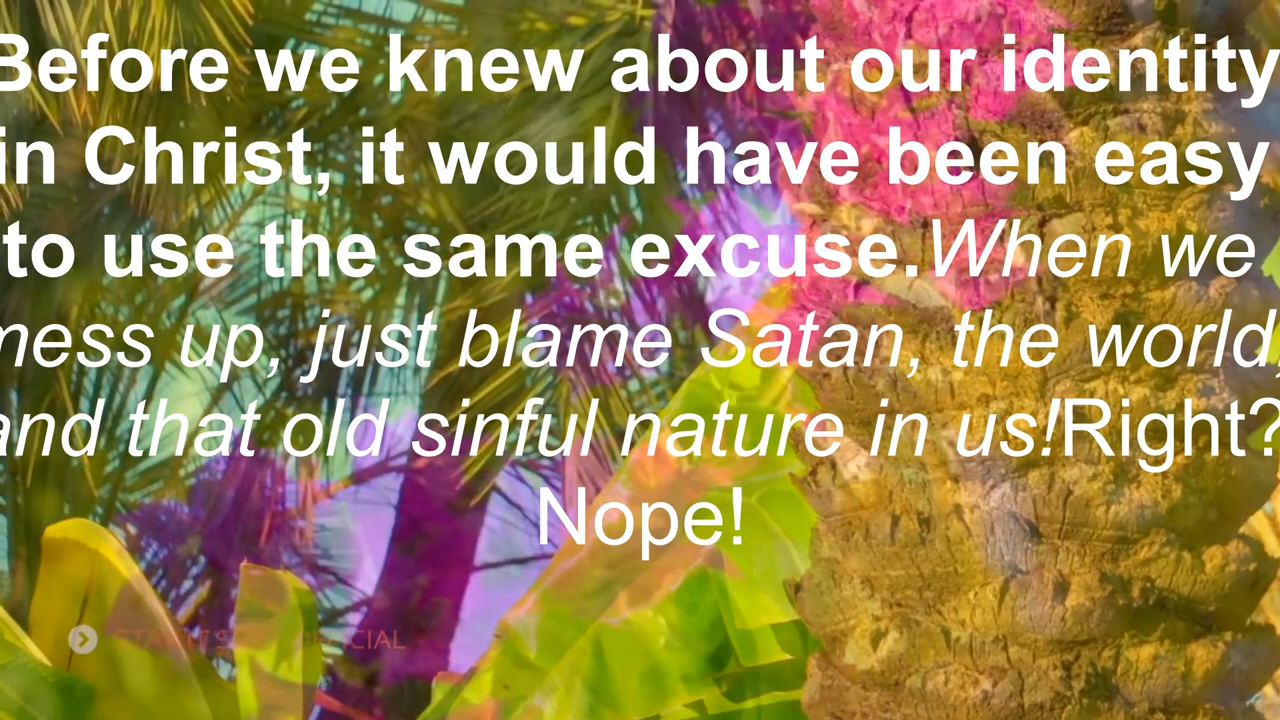 Before we knew about our identity
in Christ, it would have been easy
to use the same excuse.When we
mess up, just blame Satan, the world,
and that old sinful nature in us!Right?
Nope!